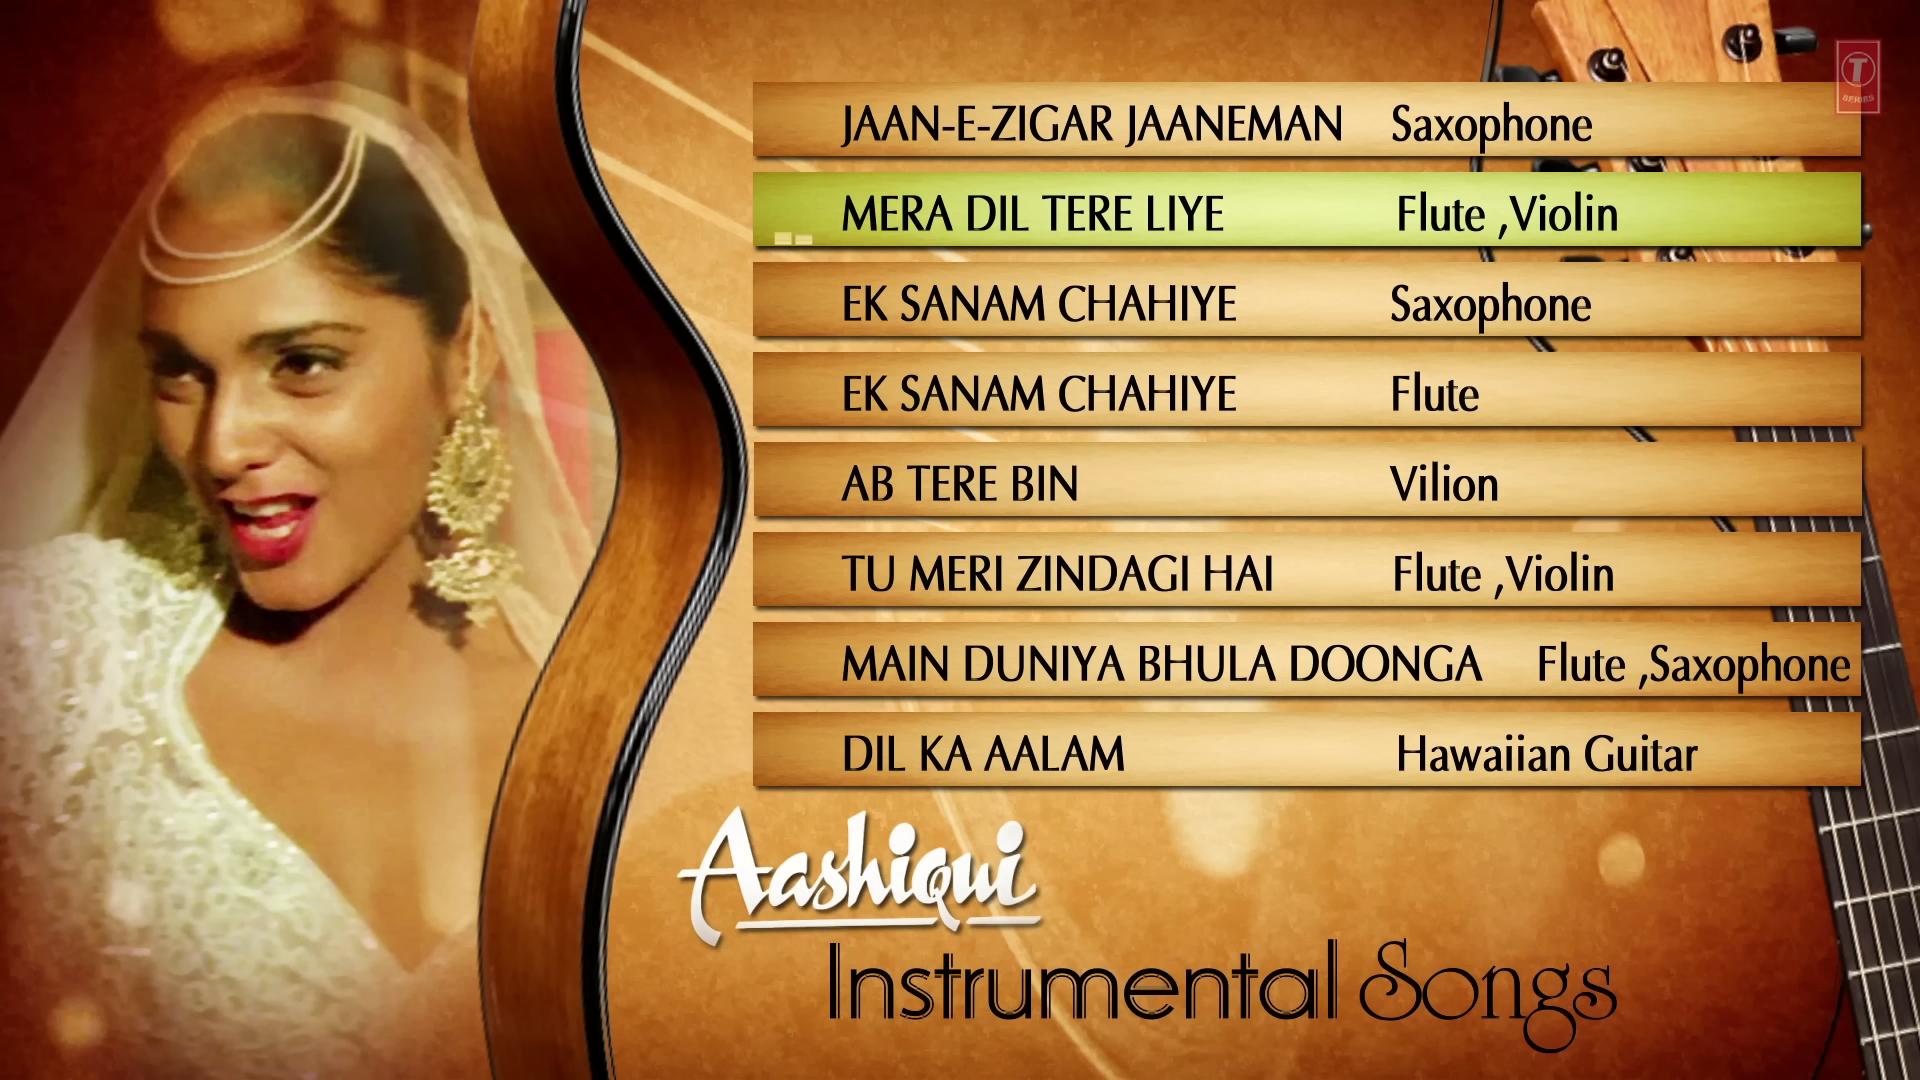 T
SERIES
JAAN-E-ZIGAR JAANEMAN Saxophone
MERA DIL TERE LIYE Flute ,Violin
EK SANAM CHAHIYE Saxophone
EK SANAM CHAHIYE Flute
AB TERE BIN Vilion
TU MERI ZINDAGI HAI Flute ,Violin
MAIN DUNIYA BHULA DOONGA Flute ,Saxophone
DIL KA AALAM Hawaiian Guitar
Aashiqui
Instrumental Songs